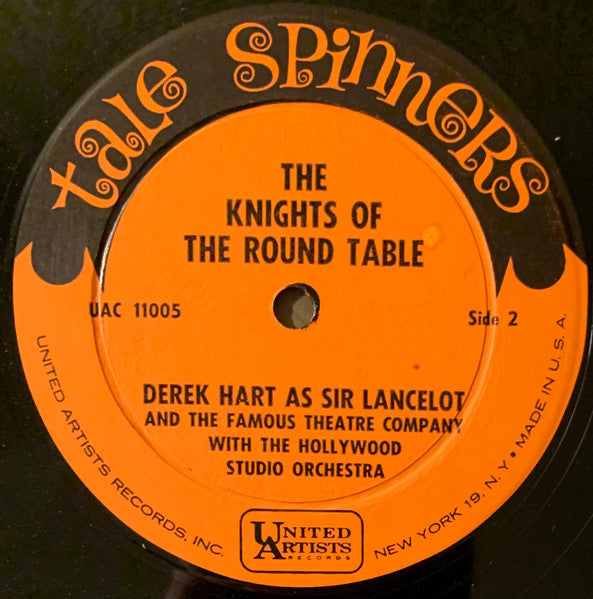 tale Spinners
THE
KNIGHTS OF
THE ROUND TABLE
UAC 11005
Side 2
DEREK HART AS SIR LANCELOT
AND THE FAMOUS THEATRE COMPANY
WITH THE HOLLYWOOD
STUDIO ORCHESTRA
UNITED ARTISTS RECORDS, INC.
UNITED
ARTISTS
RECORDS
NEW YORK 19, N. Y. • MADE IN U. S. A.